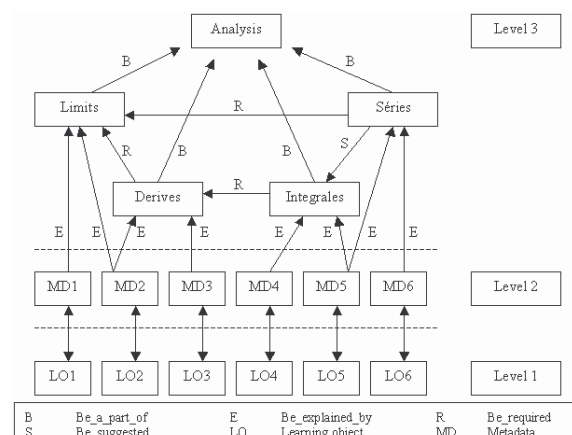 Analysis Level 3
B B
Limits R Séries
R B B S
Derives R Integrales
E E E E E E E E
MD1 MD2 MD3 MD4 MD5 MD6 Level 2
LO1 LO2 LO3 LO4 LO5 LO6 Level 1
B Be_a_part_of E Be_explained_by R Be_required
S Be_suggested LO Learning object MD Metadata